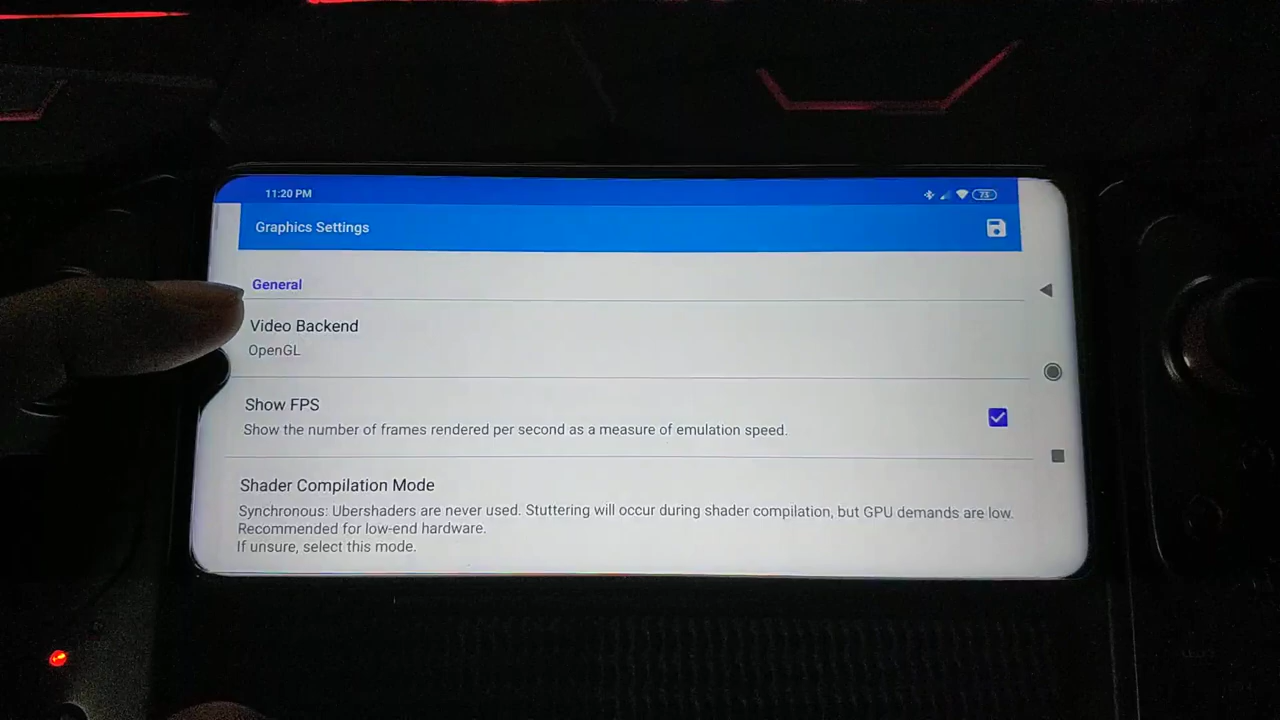 11:20 PM
73
Graphics Settings
General
Video Backend
OpenGL
Show FPS
Show the number of frames rendered per second as a measure of emulation speed.
Shader Compilation Mode
Synchronous: Ubershaders are never used. Stuttering will occur during shader compilation, but GPU demands are low.
Recommended for low-end hardware.
If unsure, select this mode.